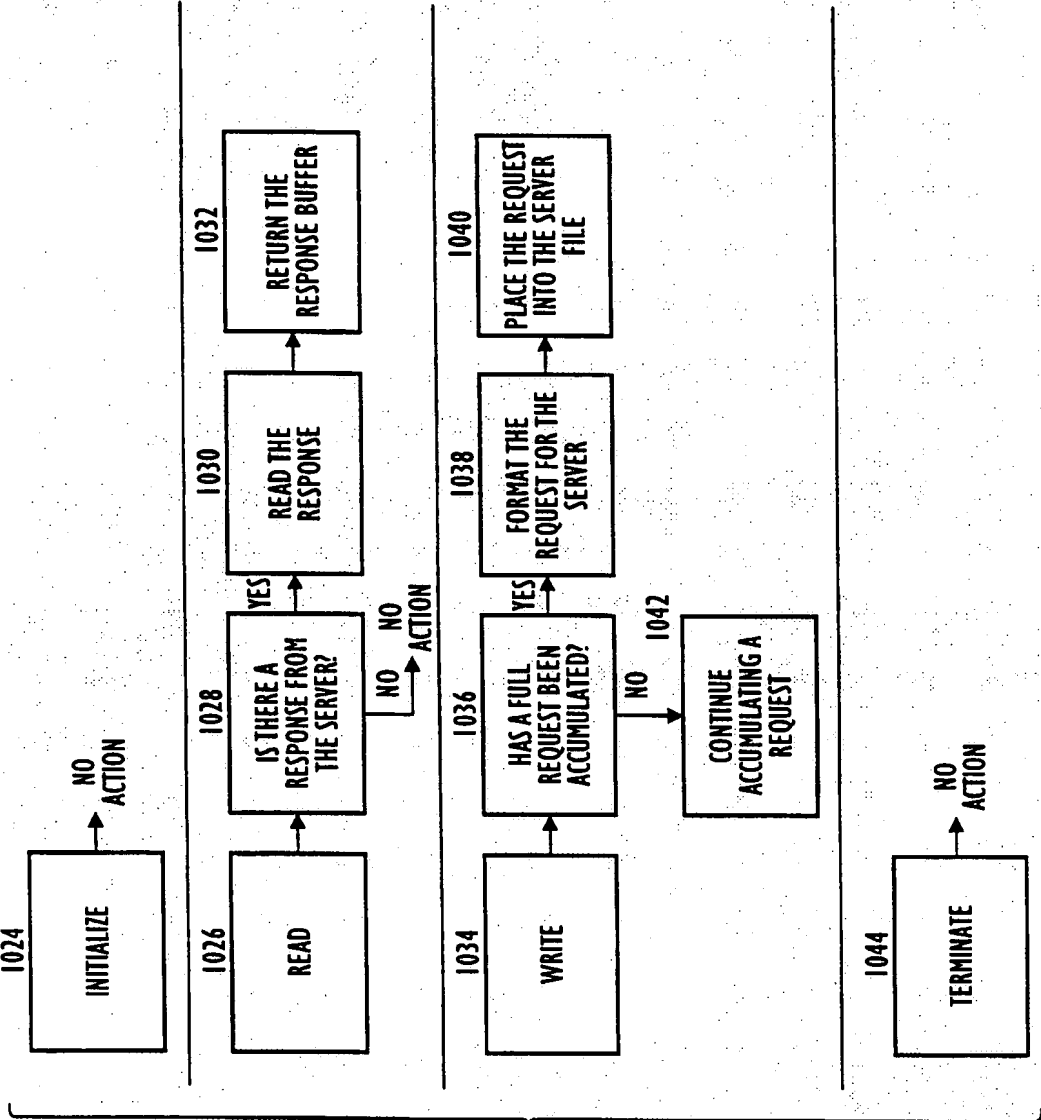 1024
INITIALIZE
NO
ACTION
1026
READ
1028
IS THERE A
RESPONSE FROM
THE SERVER?
YES
NO
NO
ACTION
1030
READ THE
RESPONSE
1032
RETURN THE
RESPONSE BUFFER
1034
WRITE
1036
HAS A FULL
REQUEST BEEN
ACCUMULATED?
YES
NO
1038
FORMAT THE
REQUEST FOR THE
SERVER
1040
PLACE THE REQUEST
INTO THE SERVER
FILE
1042
CONTINUE
ACCUMULATING A
REQUEST
1044
TERMINATE
NO
ACTION